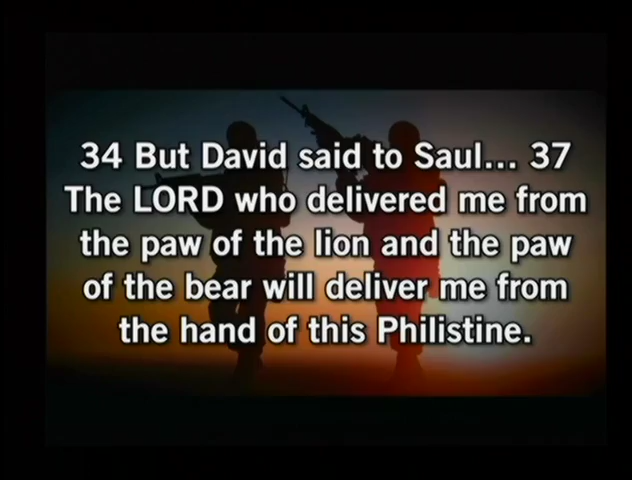 34 But David said to Saul... 37
The LORD who delivered me from
the paw of the lion and the paw
of the bear will deliver me from
the hand of this Philistine.